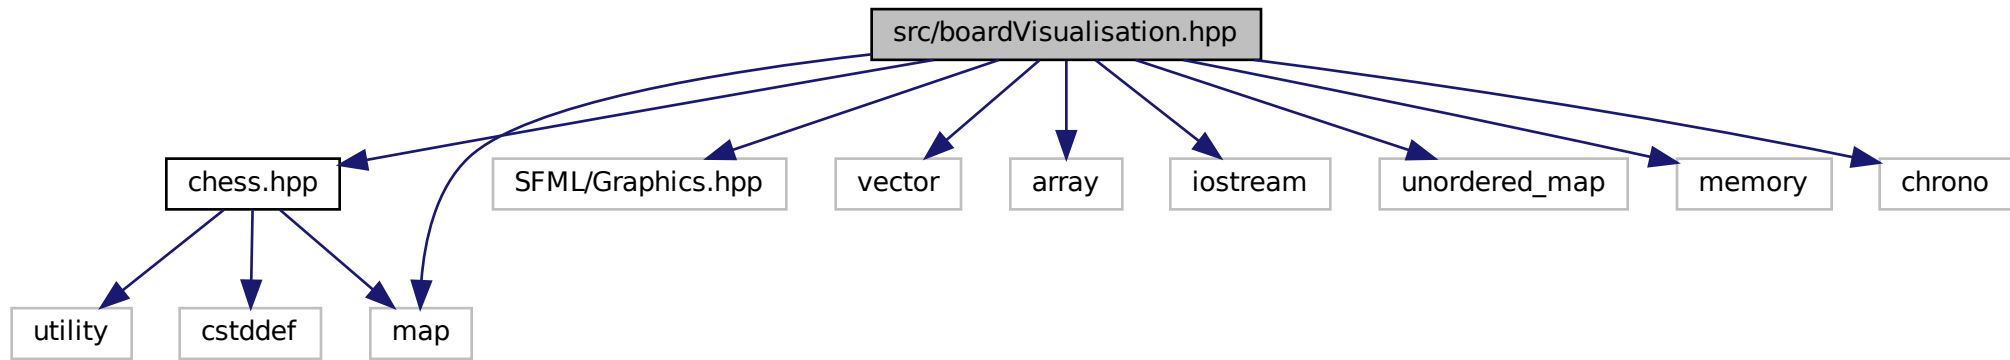 src/boardVisualisation.hpp
chess.hpp
SFML/Graphics.hpp
vector
array
iostream
unordered_map
memory
chrono
utility
cstddef
map